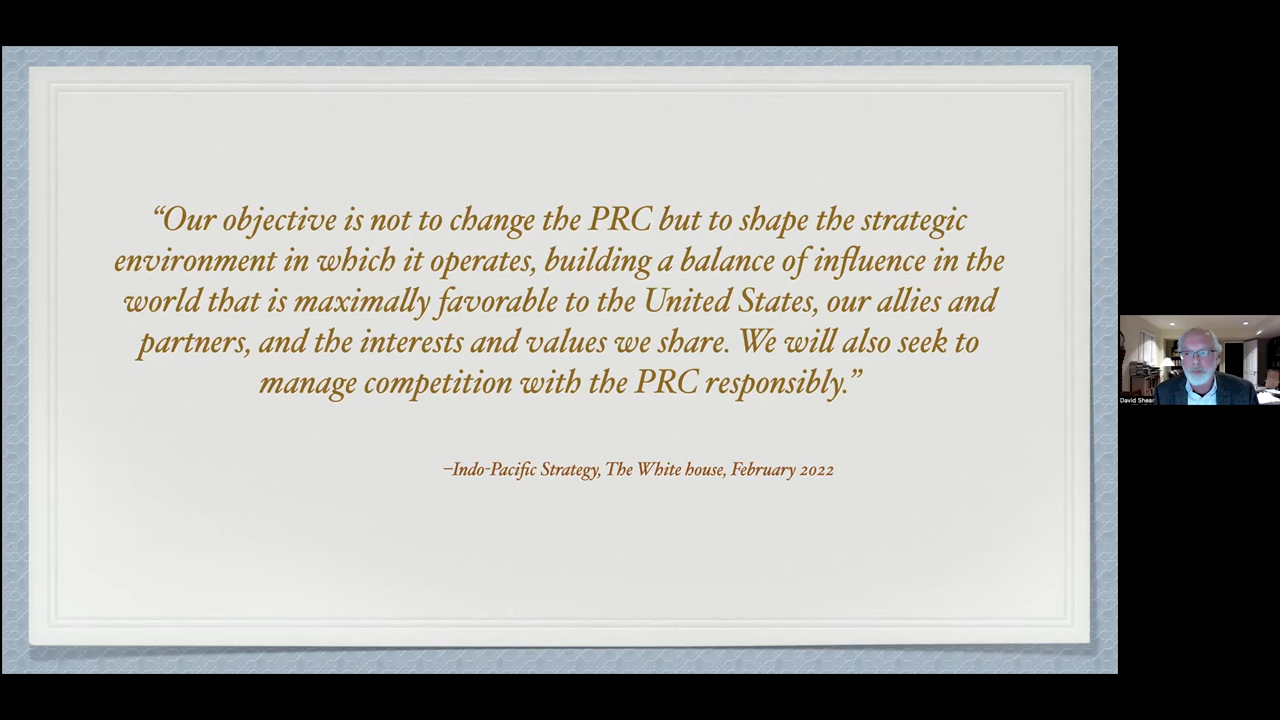 “Our objective is not to change the PRC but to shape the strategic
environment in which it operates, building a balance of influence in the
world that is maximally favorable to the United States, our allies and
partners, and the interests and values we share. We will also seek to
manage competition with the PRC responsibly.”
–Indo-Pacific Strategy, The White house, February 2022
David Shear